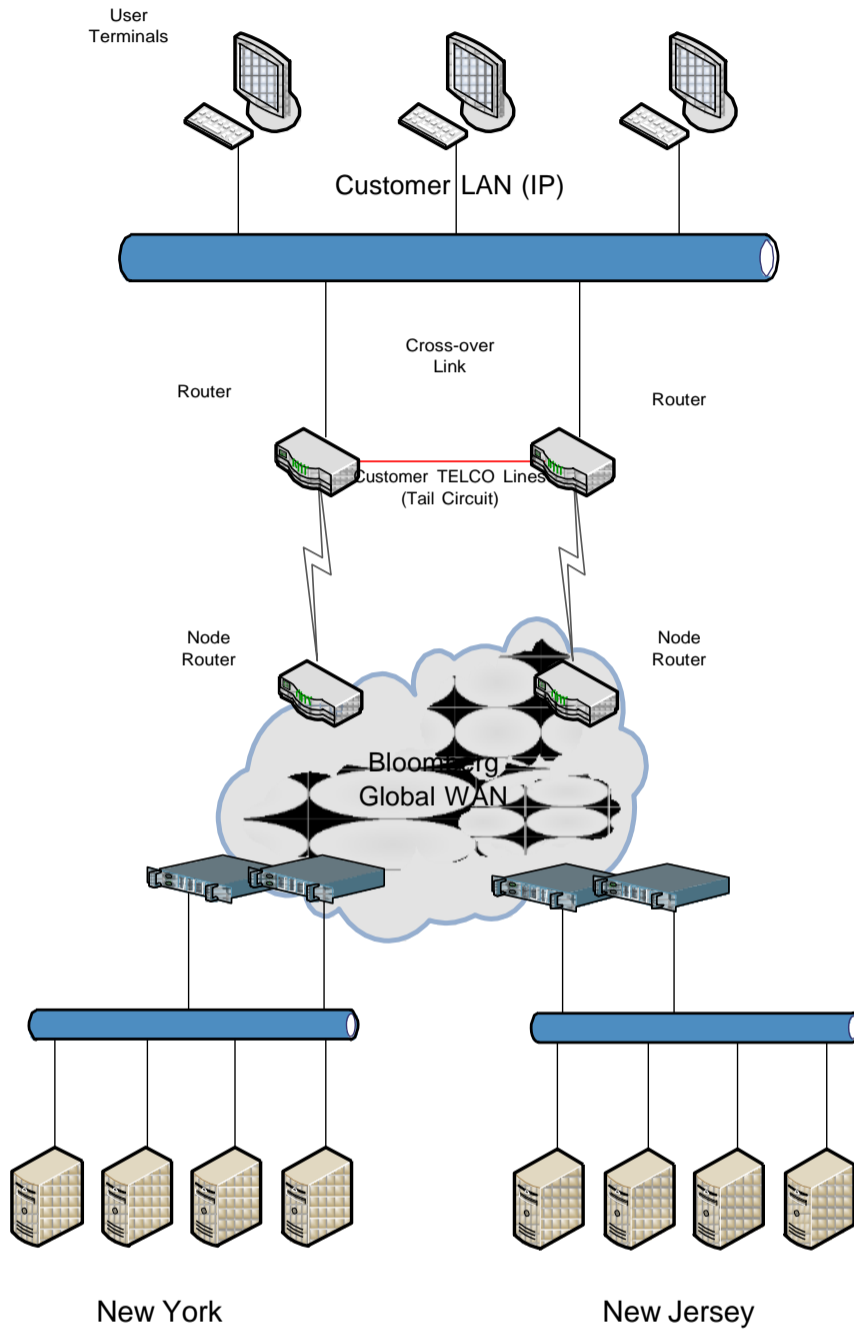 User
Terminals
Customer LAN (IP)
Cross-over
Link
Router
Router
Customer TELCO Lines
(Tail Circuit)
Node
Router
Node
Router
Bloomberg
Global WAN
New York
New Jersey